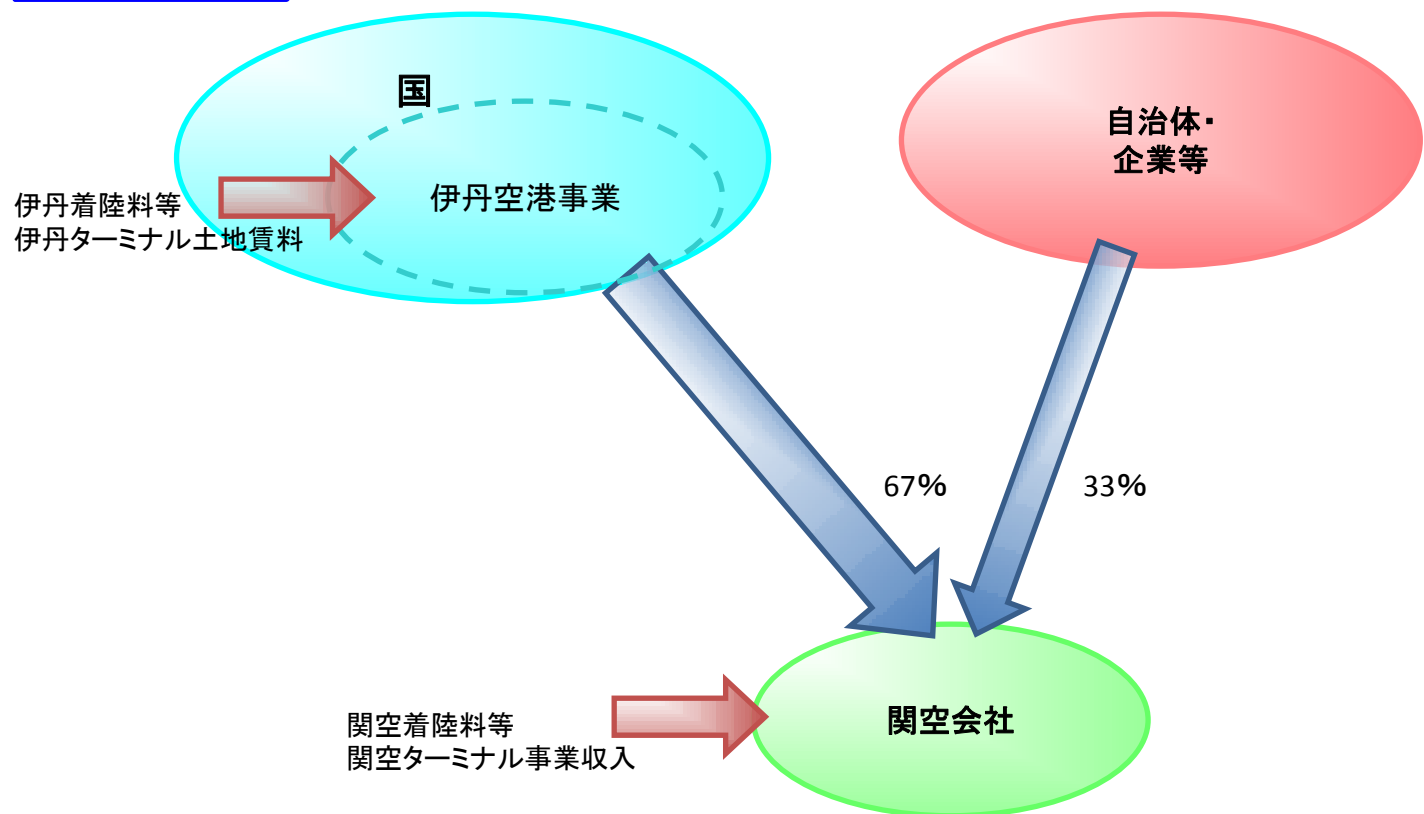 国
自治体・
企業等
伊丹空港事業
伊丹着陸料等
伊丹ターミナル土地賃料
67%
33%
関空会社
関空着陸料等
関空ターミナル事業収入